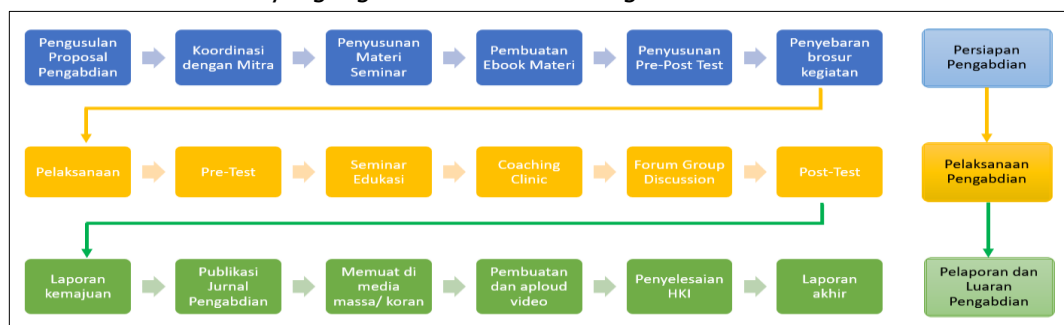 Pengusulan
Proposal
Pengabdian
Koordinasi
dengan Mitra
Penyusunan
Materi
Seminar
Pembuatan
Ebook Materi
Penyusunan
Pre-Post Test
Penyebaran
brosur
kegiatan
Persiapan
Pengabdian
Pelaksanaan
Pre-Test
Seminar
Edukasi
Coaching
Clinic
Forum Group
Discussion
Post-Test
Pelaksanaan
Pengabdian
Laporan
kemajuan
Publikasi
Jurnal
Pengabdian
Memuat di
media
massa/ koran
Pembuatan
dan aploud
video
Penyelesaian
HKI
Laporan
akhir
Pelaporan dan
Luaran
Pengabdian